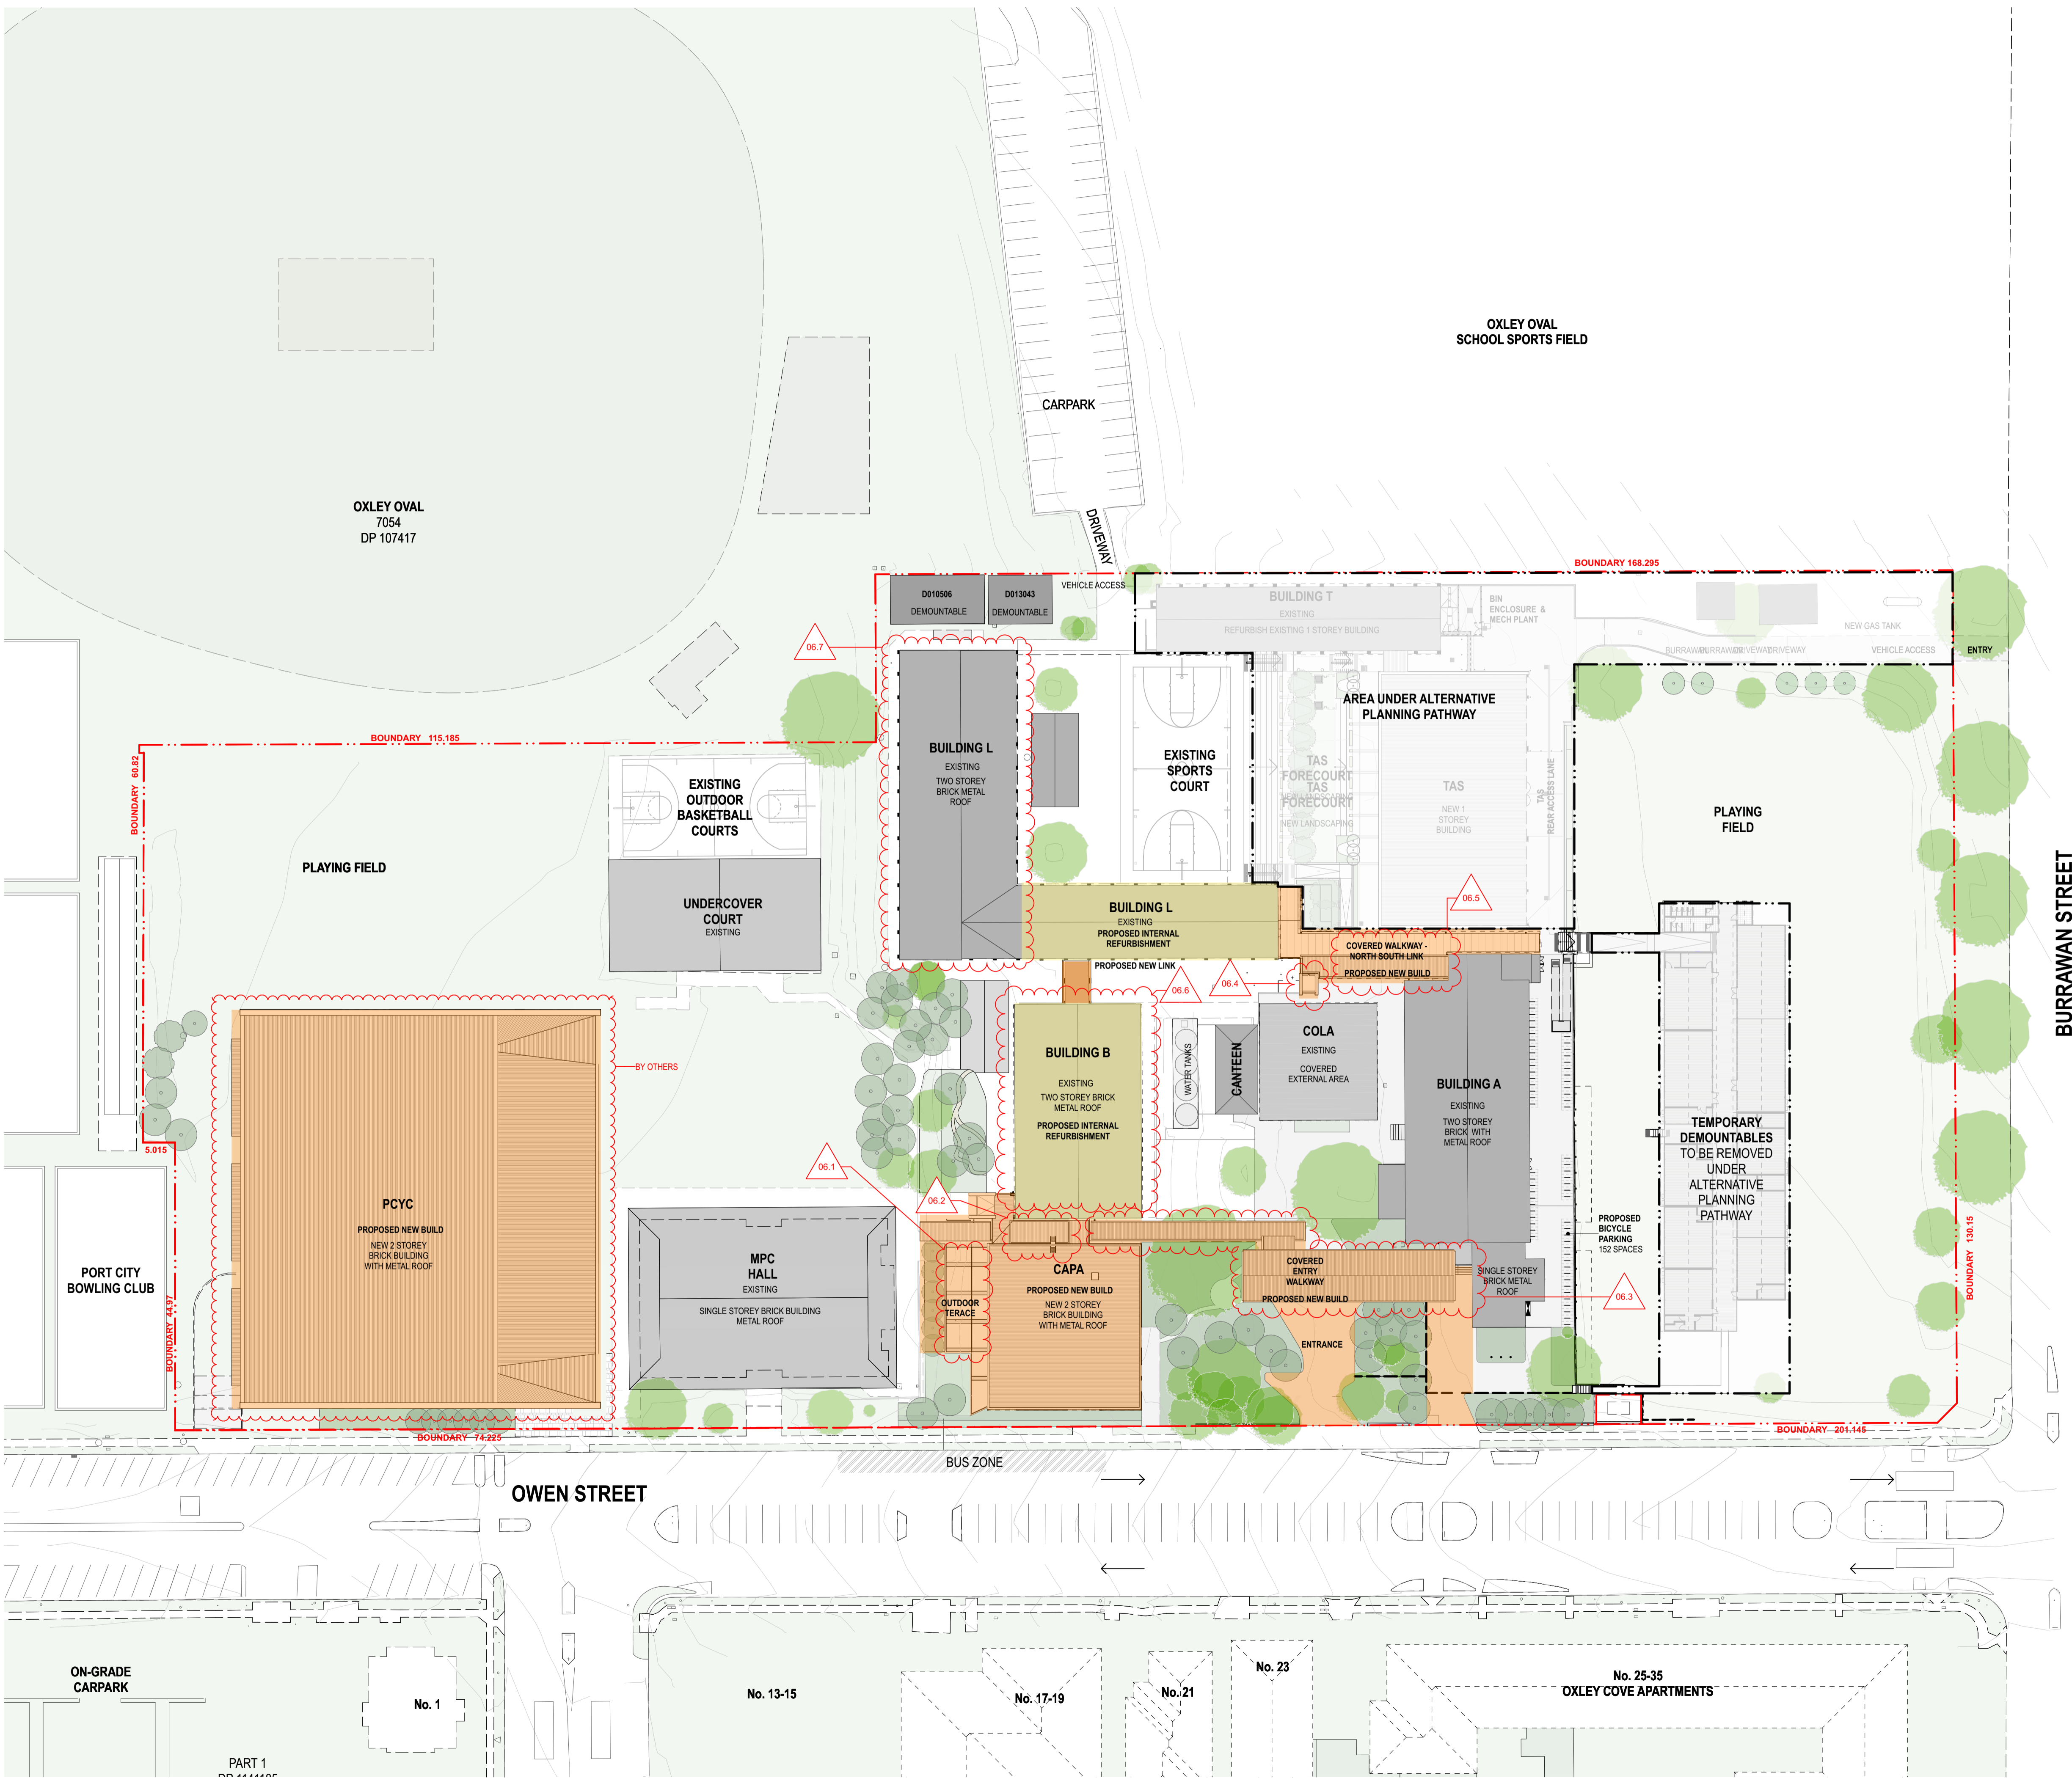 OXLEY OVAL
SCHOOL SPORTS FIELD
CARPARK
OXLEY OVAL
7054
DP 107417
DRIVEWAY
BOUNDARY 168.295
VEHICLE ACCESS
D010506
DEMOUNTABLE
D013043
DEMOUNTABLE
BUILDING T
EXISTING
REFURBISH EXISTING 1 STOREY BUILDING
BIN
ENCLOSURE &
MECH PLANT
NEW GAS TANK
VEHICLE ACCESS
ENTRY
06.7
AREA UNDER ALTERNATIVE
PLANNING PATHWAY
BOUNDARY 115.185
BOUNDARY 60.82
BUILDING L
EXISTING
TWO STOREY
BRICK METAL
ROOF
EXISTING
SPORTS
COURT
TAS
FORECOURT
TAS
FORECOURT
NEW LANDSCAPING
TAS
NEW 1
STOREY
BUILDING
TAS
REAR ACCESS LANE
PLAYING
FIELD
EXISTING
OUTDOOR
BASKETBALL
COURTS
PLAYING FIELD
UNDERCOVER
COURT
EXISTING
BUILDING L
EXISTING
PROPOSED INTERNAL
REFURBISHMENT
06.5
COVERED WALKWAY -
NORTH SOUTH LINK
PROPOSED NEW BUILD
PROPOSED NEW LINK
06.6
06.4
BURRAWAN STREET
BY OTHERS
BUILDING B
EXISTING
TWO STOREY BRICK
METAL ROOF
PROPOSED INTERNAL
REFURBISHMENT
WATER TANKS
CANTEEN
COLA
EXISTING
COVERED
EXTERNAL AREA
BUILDING A
EXISTING
TWO STOREY
BRICK WITH
METAL ROOF
TEMPORARY
DEMOUNTABLES
TO BE REMOVED
UNDER
ALTERNATIVE
PLANNING
PATHWAY
5.015
06.1
06.2
PCYC
PROPOSED NEW BUILD
NEW 2 STOREY
BRICK BUILDING
WITH METAL ROOF
PROPOSED
BICYCLE
PARKING
152 SPACES
BOUNDARY 130.15
PORT CITY
BOWLING CLUB
BOUNDARY 44.97
MPC
HALL
EXISTING
SINGLE STOREY BRICK BUILDING
METAL ROOF
OUTDOOR
TERACE
CAPA
PROPOSED NEW BUILD
NEW 2 STOREY
BRICK BUILDING
WITH METAL ROOF
COVERED
ENTRY
WALKWAY
PROPOSED NEW BUILD
SINGLE STOREY
BRICK METAL
ROOF
06.3
ENTRANCE
BOUNDARY 74.225
BOUNDARY 201.145
BUS ZONE
OWEN STREET
ON-GRADE
CARPARK
No. 1
No. 13-15
No. 17-19
No. 21
No. 23
No. 25-35
OXLEY COVE APARTMENTS
PART 1